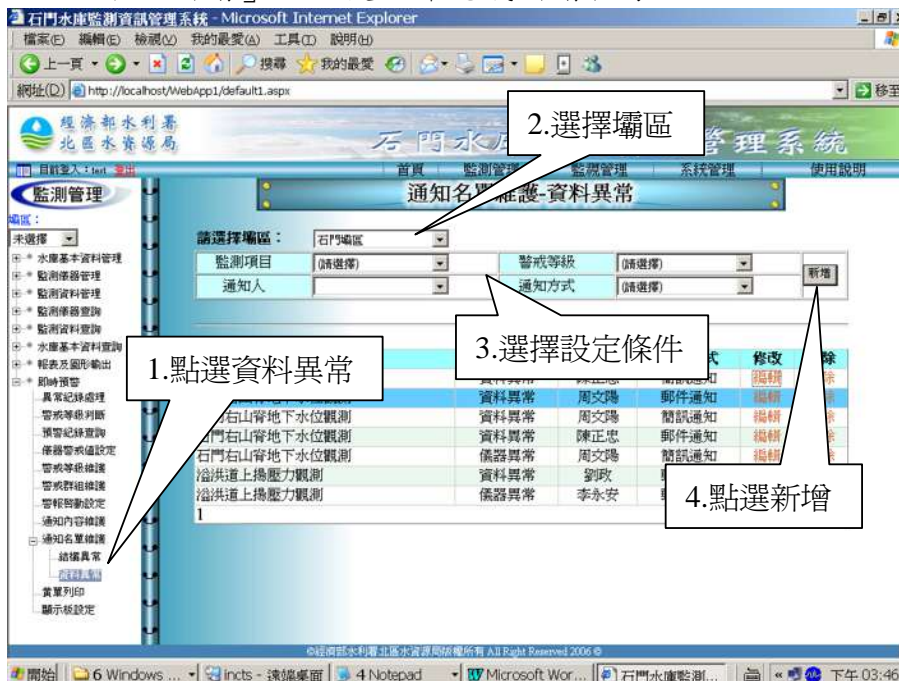 石門水庫監測資訊管理系統 - Microsoft Internet Explorer
檔案(F) 編輯(E) 檢視(V) 我的最愛(A) 工具(T) 說明(H)
上一頁 搜尋 我的最愛
網址(D) http://localhost/WebApp1/default1.aspx 移至
經濟部水利署
北區水資源局
石門水庫
理系統
目前登入：test 登出
首頁 監測管理 監視管理 系統管理 使用說明
監測管理
通知名單維護-資料異常
壩區：
未選擇
請選擇壩區： 石門壩區
監測項目 (請選擇) 警戒等級 (請選擇)
通知人 通知方式 (請選擇)
新增
水庫基本資料管理
監測儀器管理
監測資料管理
監測儀器查詢
監測資料查詢
水庫基本資料查詢
報表及圖形輸出
即時預警
異常紀錄處理
警戒等級判斷
預警紀錄查詢
儀器警戒值設定
警戒等級維護
警戒群組維護
警報啟動設定
通知內容維護
通知名單維護
結構異常
資料異常
黃單列印
顯示板設定
1.點選資料異常
2.選擇壩區
3.選擇設定條件
4.點選新增
式 修改 除
資料異常 陳正忠 簡訊通知 編輯 除
右山脊地下水位觀測 資料異常 周文陽 郵件通知 編輯
石門右山脊地下水位觀測 資料異常 陳正忠 郵件通知 編輯
石門右山脊地下水位觀測 儀器異常 周文陽 簡訊通知 編輯
溢洪道上揚壓力觀測 資料異常 劉政
溢洪道上揚壓力觀測 儀器異常 李永安
1
©經濟部水利署北區水資源局版權所有 All Right Reserved 2006 ©
開始 6 Windows ... incts - 遠端桌面 4 Notepad Microsoft Wor... 石門水庫監測... 下午 03:46